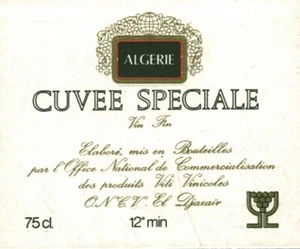 ALGERIE
CUVEE SPECIALE
Vin Fin
Elaboré, mis en Bouteilles
par l'Office National de Commercialisation
des produits Viti Vinicoles
O.N.C.V. El Djazair
75 cl. 12° min